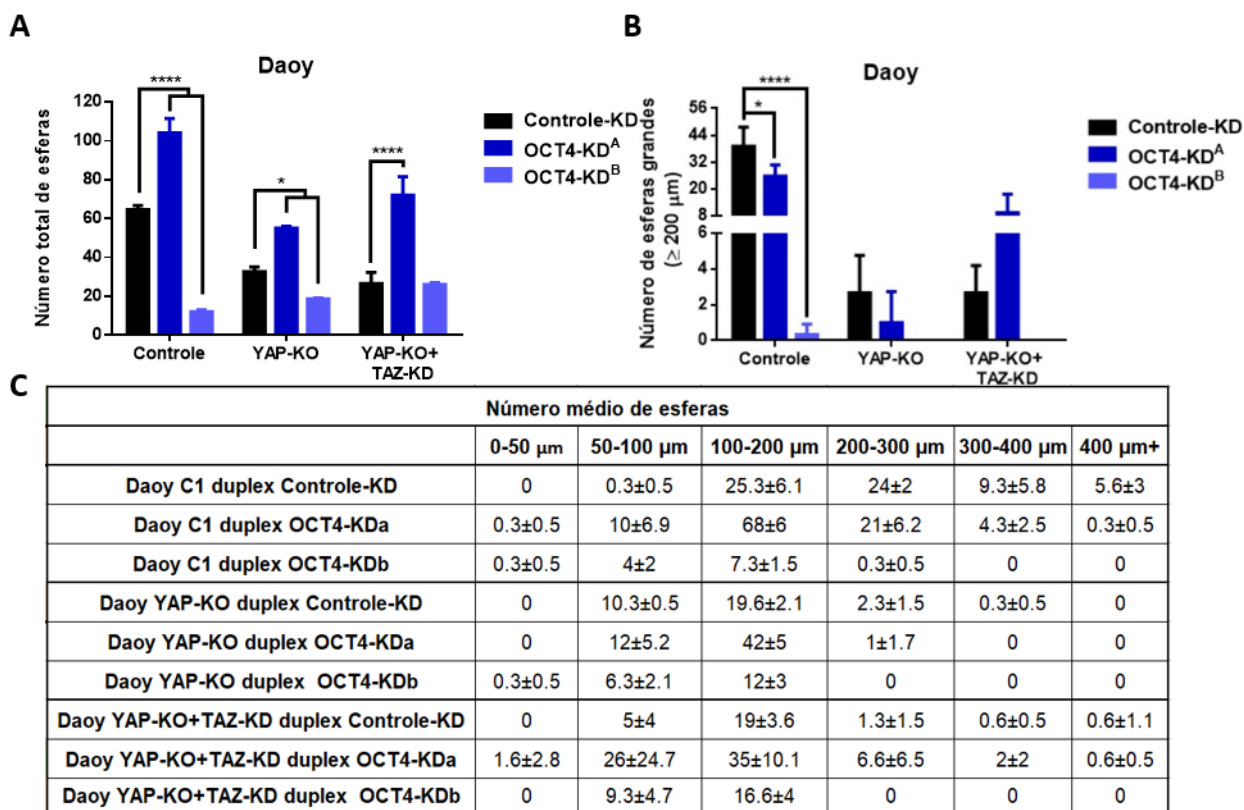 A
Daoy
Número total de esferas
120
100
80
60
40
20
0
****
*
****
Controle
YAP-KO
YAP-KO+
TAZ-KD
Controle-KD
OCT4-KDA
OCT4-KDB
B
Daoy
Número de esferas grandes
(≥ 200 μm)
56
44
32
20
8
6
4
2
0
****
*
Controle
YAP-KO
YAP-KO+
TAZ-KD
Controle-KD
OCT4-KDA
OCT4-KDB
C
Número médio de esferas
0-50 μm 50-100 μm 100-200 μm 200-300 μm 300-400 μm 400 μm+
Daoy C1 duplex Controle-KD 0 0.3±0.5 25.3±6.1 24±2 9.3±5.8 5.6±3
Daoy C1 duplex OCT4-KDa 0.3±0.5 10±6.9 68±6 21±6.2 4.3±2.5 0.3±0.5
Daoy C1 duplex OCT4-KDb 0.3±0.5 4±2 7.3±1.5 0.3±0.5 0 0
Daoy YAP-KO duplex Controle-KD 0 10.3±0.5 19.6±2.1 2.3±1.5 0.3±0.5 0
Daoy YAP-KO duplex OCT4-KDa 0 12±5.2 42±5 1±1.7 0 0
Daoy YAP-KO duplex OCT4-KDb 0.3±0.5 6.3±2.1 12±3 0 0 0
Daoy YAP-KO+TAZ-KD duplex Controle-KD 0 5±4 19±3.6 1.3±1.5 0.6±0.5 0.6±1.1
Daoy YAP-KO+TAZ-KD duplex OCT4-KDa 1.6±2.8 26±24.7 35±10.1 6.6±6.5 2±2 0.6±0.5
Daoy YAP-KO+TAZ-KD duplex OCT4-KDb 0 9.3±4.7 16.6±4 0 0 0